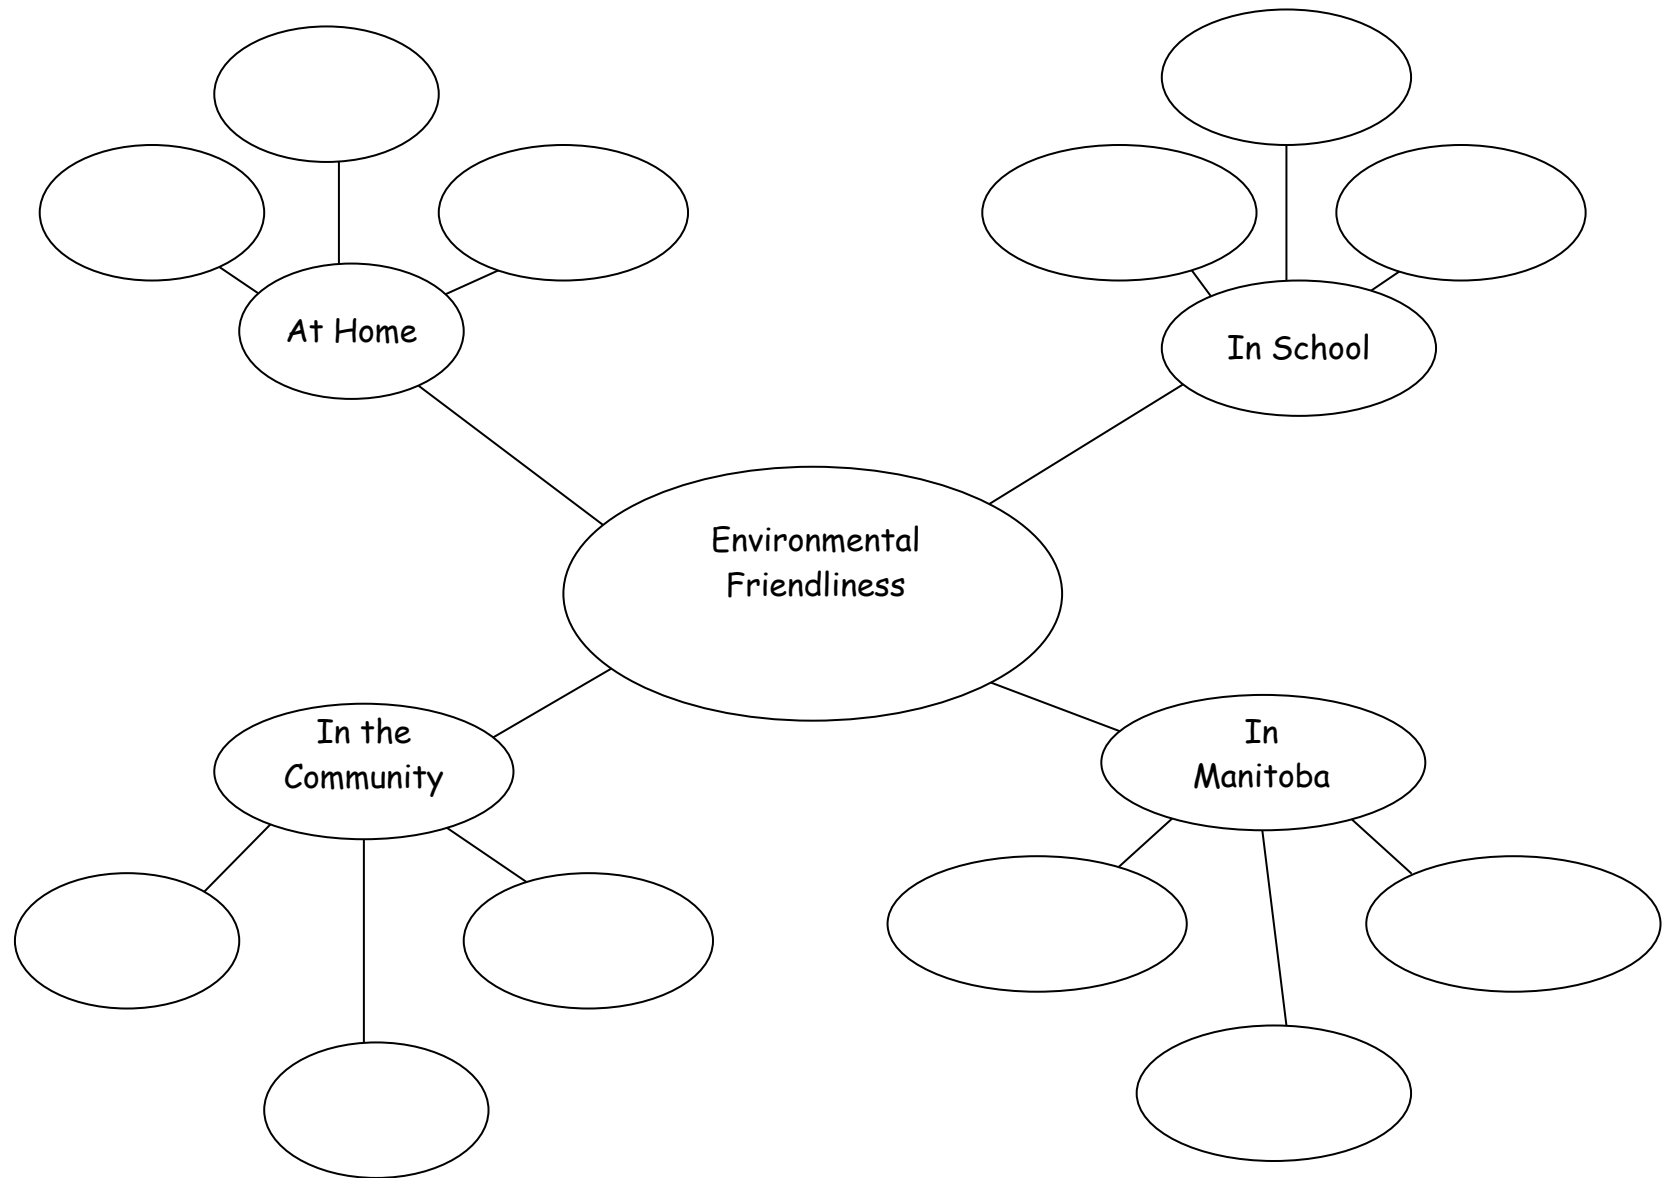 At Home
In School
Environmental
Friendliness
In the
Community
In
Manitoba